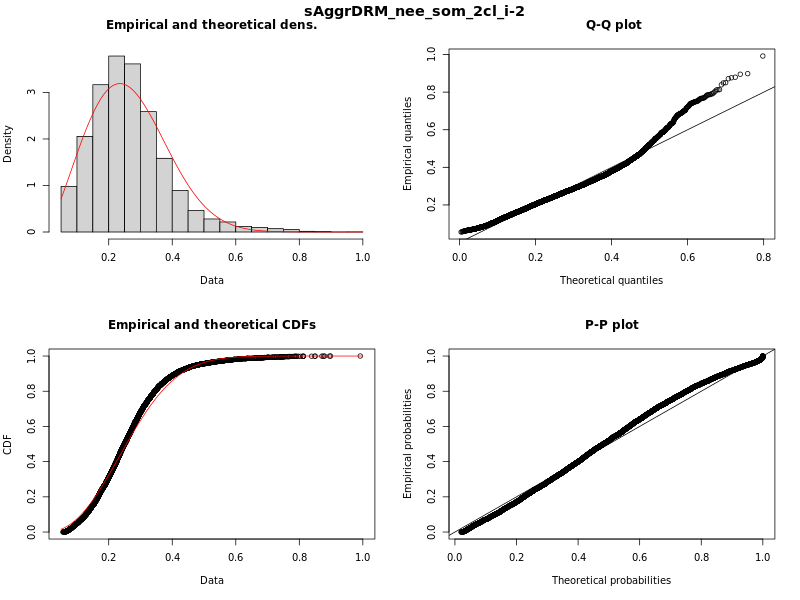 sAggrDRM_nee_som_2cl_i-2
Empirical and theoretical dens.
Density
0 1 2 3
0.2 0.4 0.6 0.8 1.0
Data
Q-Q plot
Empirical quantiles
0.2 0.4 0.6 0.8 1.0
0.0 0.2 0.4 0.6 0.8
Theoretical quantiles
Empirical and theoretical CDFs
CDF
0.0 0.2 0.4 0.6 0.8 1.0
0.2 0.4 0.6 0.8 1.0
Data
P-P plot
Empirical probabilities
0.0 0.2 0.4 0.6 0.8 1.0
0.0 0.2 0.4 0.6 0.8 1.0
Theoretical probabilities